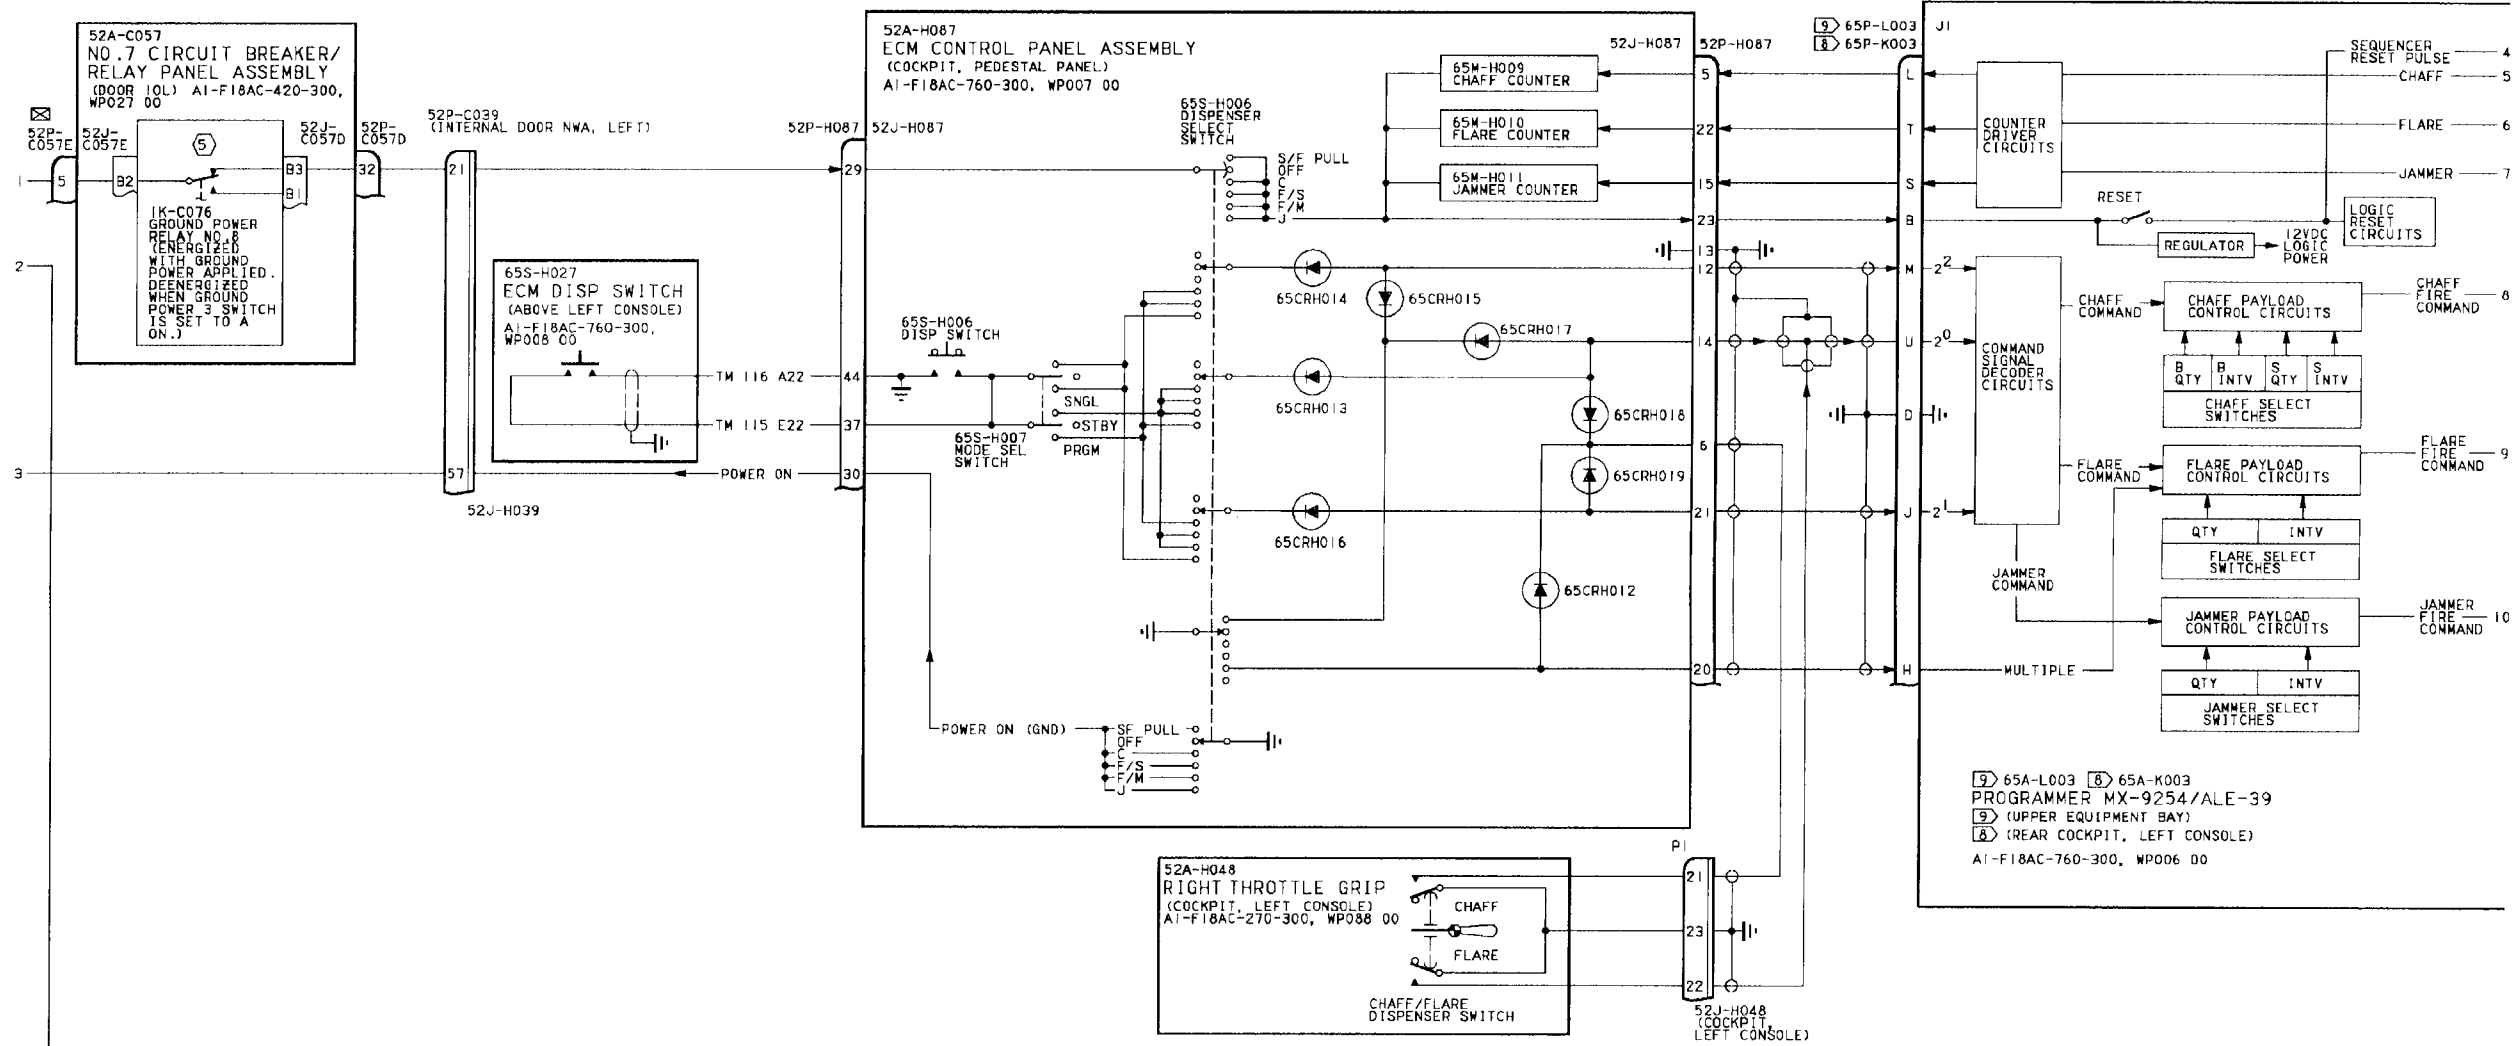 52A-C057
NO.7 CIRCUIT BREAKER/
RELAY PANEL ASSEMBLY
(DOOR 10L) A1-F18AC-420-300,
WP027 00
52P-
C057E
52J-
C057E
5
52J-
C057D
52P-
C057D
1
5
B2
B3
B1
32
1K-C076
GROUND POWER
RELAY NO.8
(ENERGIZED
WITH GROUND
POWER APPLIED.
DEENERGIZED
WHEN GROUND
POWER 3 SWITCH
IS SET TO A
ON.)
2
3
52P-C039
(INTERNAL DOOR NWA, LEFT)
21
57
52J-H039
65S-H027
ECM DISP SWITCH
(ABOVE LEFT CONSOLE)
A1-F18AC-760-300,
WP008 00
TM 116 A22
TM 115 E22
POWER ON
52P-H087
52J-H087
29
44
37
30
52A-H087
ECM CONTROL PANEL ASSEMBLY
(COCKPIT, PEDESTAL PANEL)
A1-F18AC-760-300, WP007 00
65S-H006
DISPENSER
SELECT
SWITCH
S/F PULL
OFF
C
F/S
F/M
J
65M-H009
CHAFF COUNTER
65M-H010
FLARE COUNTER
65M-H011
JAMMER COUNTER
65S-H006
DISP SWITCH
65S-H007
MODE SEL
SWITCH
SNGL
STBY
PRGM
65CRH014
65CRH015
65CRH017
65CRH013
65CRH018
65CRH019
65CRH016
65CRH012
POWER ON (GND)
SF PULL
OFF
C
F/S
F/M
J
52J-H087
52P-H087
5
22
15
23
13
12
14
6
21
20
9 65P-L003
8 65P-K003
J1
L
T
S
B
M
U
D
J
H
2²
2⁰
2¹
COUNTER
DRIVER
CIRCUITS
SEQUENCER
RESET PULSE
4
CHAFF
5
FLARE
6
JAMMER
7
RESET
LOGIC
RESET
CIRCUITS
REGULATOR
12VDC
LOGIC
POWER
COMMAND
SIGNAL
DECODER
CIRCUITS
CHAFF
COMMAND
CHAFF PAYLOAD
CONTROL CIRCUITS
CHAFF
FIRE
COMMAND
8
B
QTY
B
INTV
S
QTY
S
INTV
CHAFF SELECT
SWITCHES
FLARE
COMMAND
FLARE PAYLOAD
CONTROL CIRCUITS
FLARE
FIRE
COMMAND
9
QTY
INTV
FLARE SELECT
SWITCHES
JAMMER
COMMAND
JAMMER PAYLOAD
CONTROL CIRCUITS
JAMMER
FIRE
COMMAND
10
MULTIPLE
QTY
INTV
JAMMER SELECT
SWITCHES
9 65A-L003 8 65A-K003
PROGRAMMER MX-9254/ALE-39
9 (UPPER EQUIPMENT BAY)
8 (REAR COCKPIT, LEFT CONSOLE)
A1-F18AC-760-300, WP006 00
52A-H048
RIGHT THROTTLE GRIP
(COCKPIT, LEFT CONSOLE)
A1-F18AC-270-300, WP088 00
CHAFF
FLARE
CHAFF/FLARE
DISPENSER SWITCH
P1
21
23
22
52J-H048
(COCKPIT,
LEFT CONSOLE)